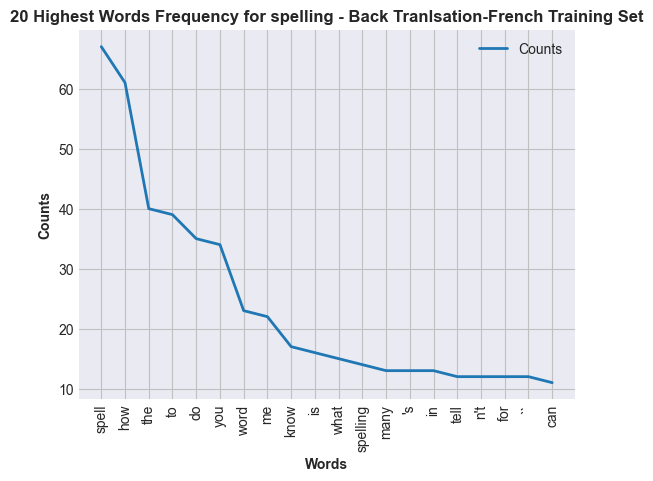 20 Highest Words Frequency for spelling - Back Tranlsation-French Training Set
Counts
Counts
60
50
40
30
20
10
spell
how
the
to
do
you
word
me
know
is
what
spelling
many
's
in
tell
n't
for
``
can
Words